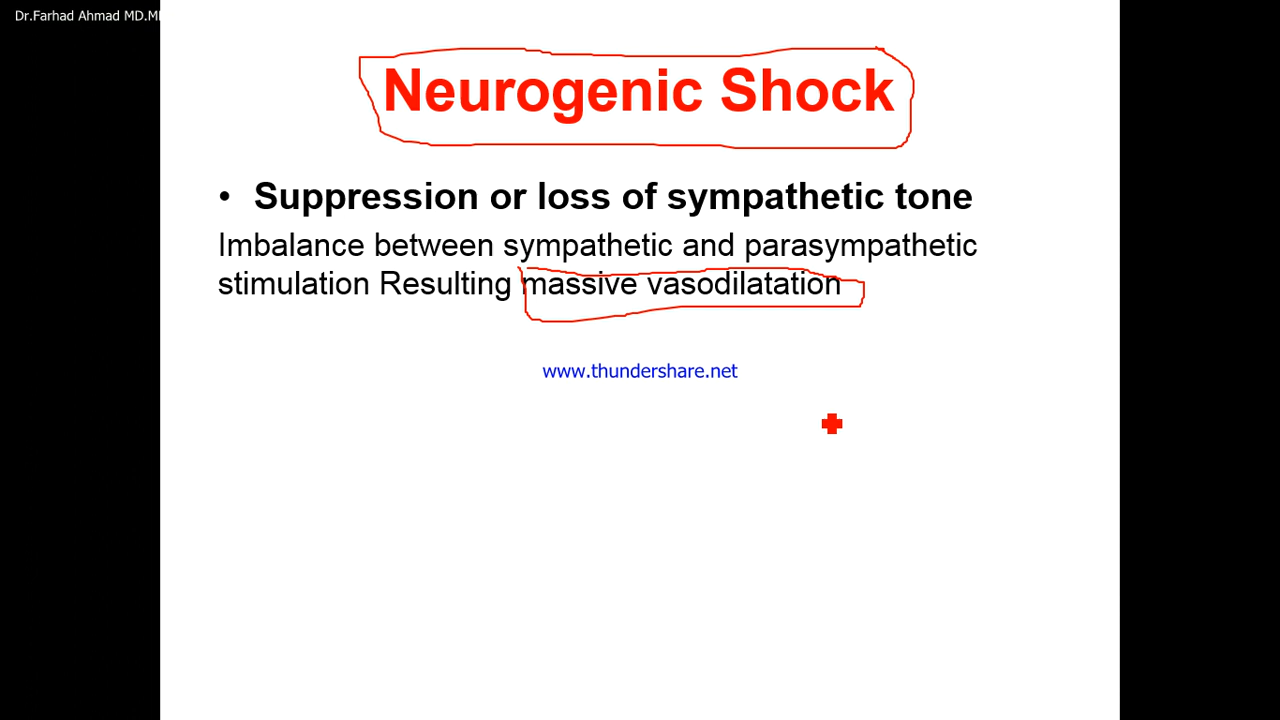 Dr.Farhad Ahmad MD.
Neurogenic Shock
• Suppression or loss of sympathetic tone
Imbalance between sympathetic and parasympathetic
stimulation Resulting massive vasodilatation
www.thundershare.net